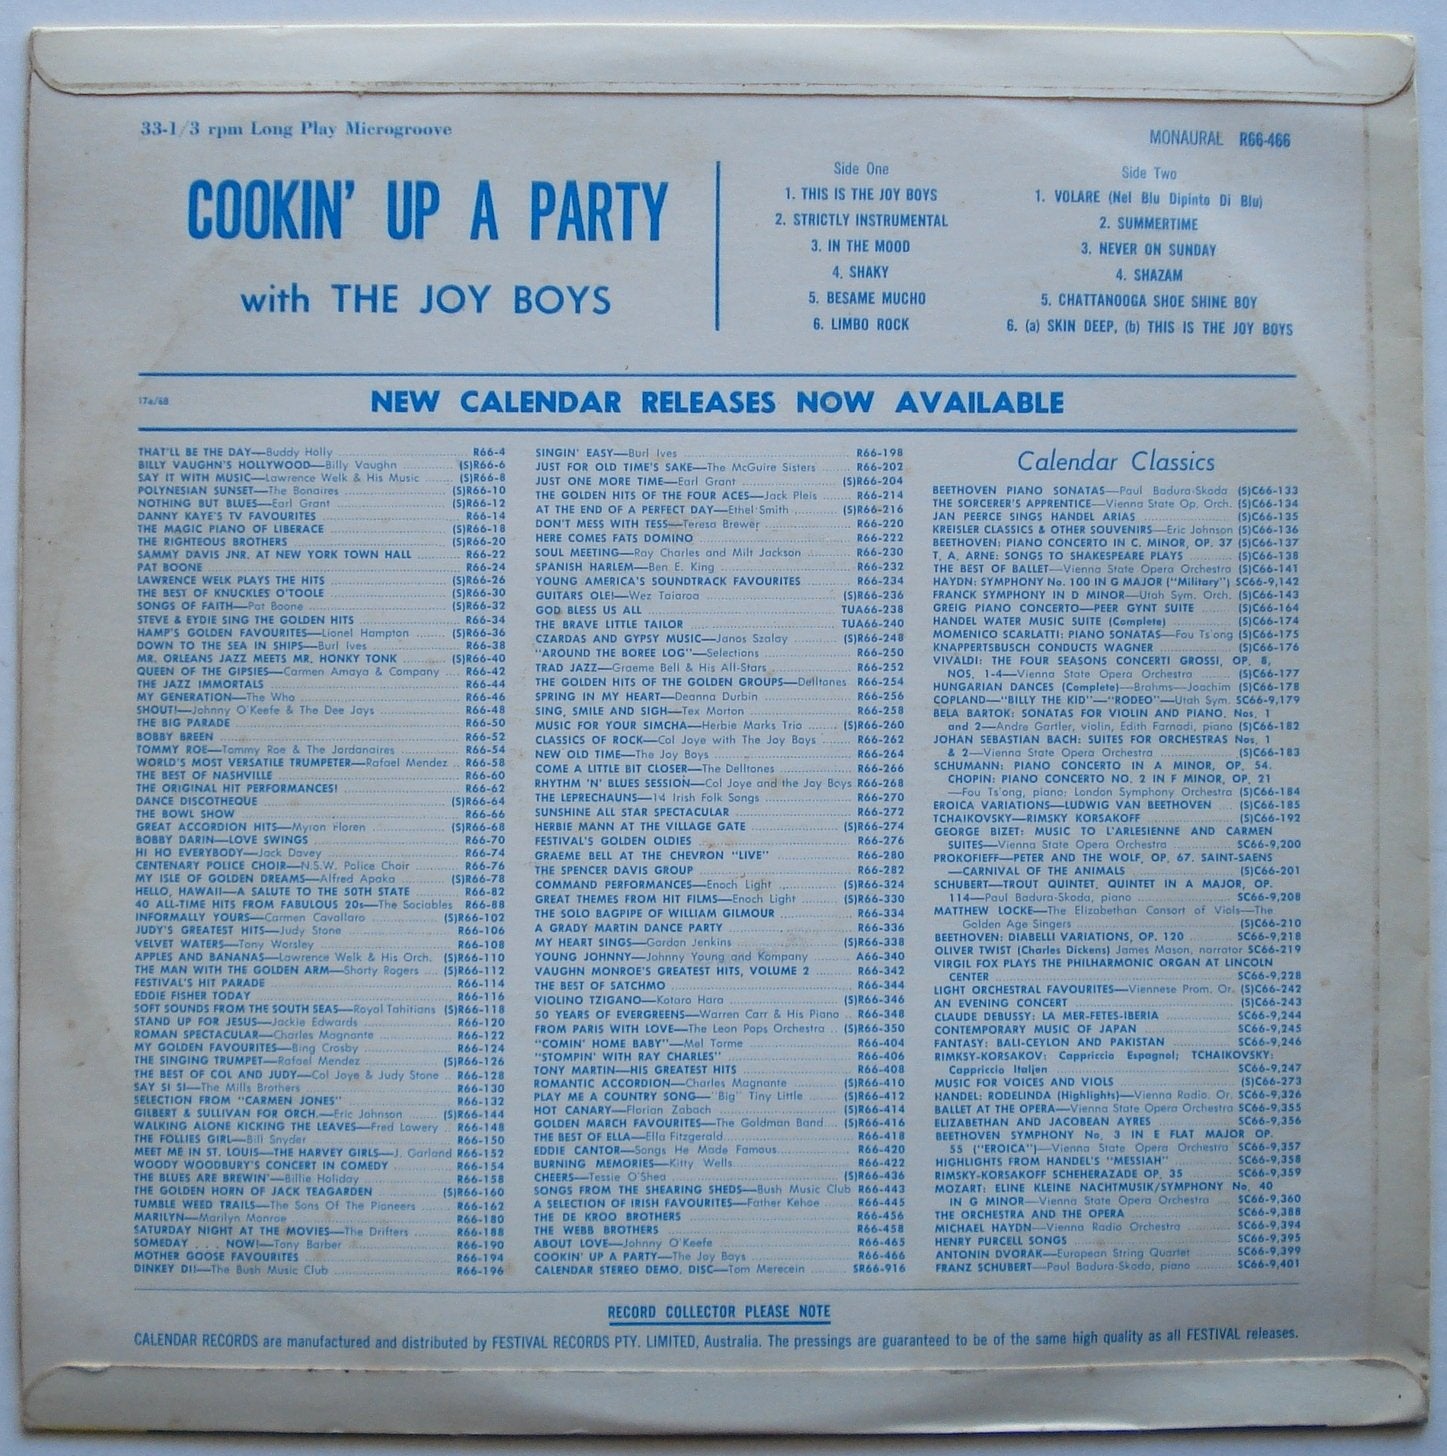 33-1/3 rpm Long Play Microgroove
MONAURAL R66-466
COOKIN' UP A PARTY
with THE JOY BOYS
Side One
1. THIS IS THE JOY BOYS
2. STRICTLY INSTRUMENTAL
3. IN THE MOOD
4. SHAKY
5. BESAME MUCHO
6. LIMBO ROCK
Side Two
1. VOLARE (Nel Blu Dipinto Di Blu)
2. SUMMERTIME
3. NEVER ON SUNDAY
4. SHAZAM
5. CHATTANOOGA SHOE SHINE BOY
6. (a) SKIN DEEP, (b) THIS IS THE JOY BOYS
17a/68
NEW CALENDAR RELEASES NOW AVAILABLE
THAT'LL BE THE DAY—Buddy Holly R66-4
BILLY VAUGHN'S HOLLYWOOD—Billy Vaughn (S)R66-6
SAY IT WITH MUSIC—Lawrence Welk & His Music (S)R66-8
POLYNESIAN SUNSET—The Bonaires (S)R66-10
NOTHING BUT BLUES—Earl Grant (S)R66-12
DANNY KAYE'S TV FAVOURITES R66-14
THE MAGIC PIANO OF LIBERACE (S)R66-18
THE RIGHTEOUS BROTHERS (S)R66-20
SAMMY DAVIS JNR. AT NEW YORK TOWN HALL R66-22
PAT BOONE R66-24
LAWRENCE WELK PLAYS THE HITS (S)R66-26
THE BEST OF KNUCKLES O'TOOLE (S)R66-30
SONGS OF FAITH—Pat Boone (S)R66-32
STEVE & EYDIE SING THE GOLDEN HITS R66-34
HAMP'S GOLDEN FAVOURITES—Lionel Hampton (S)R66-36
DOWN TO THE SEA IN SHIPS—Burl Ives R66-38
MR. ORLEANS JAZZ MEETS MR. HONKY TONK (S)R66-40
QUEEN OF THE GIPSIES—Carmen Amaya & Company R66-42
THE JAZZ IMMORTALS R66-44
MY GENERATION—The Who R66-46
SHOUT!—Johnny O'Keefe & The Dee Jays R66-48
THE BIG PARADE R66-50
BOBBY BREEN R66-52
TOMMY ROE—Tommy Roe & The Jordanaires R66-54
WORLD'S MOST VERSATILE TRUMPETER—Rafael Mendez R66-58
THE BEST OF NASHVILLE R66-60
THE ORIGINAL HIT PERFORMANCES! R66-62
DANCE DISCOTHEQUE (S)R66-64
THE BOWL SHOW R66-66
GREAT ACCORDION HITS—Myron Floren (S)R66-68
BOBBY DARIN—LOVE SWINGS R66-70
HI HO EVERYBODY—Jack Davey R66-74
CENTENARY POLICE CHOIR—N.S.W. Police Choir R66-76
MY ISLE OF GOLDEN DREAMS—Alfred Apaka (S)R66-78
HELLO, HAWAII—A SALUTE TO THE 50TH STATE R66-82
40 ALL-TIME HITS FROM FABULOUS 20s—The Sociables R66-88
INFORMALLY YOURS—Carmen Cavallaro (S)R66-102
JUDY'S GREATEST HITS—Judy Stone R66-106
VELVET WATERS—Tony Worsley R66-108
APPLES AND BANANAS—Lawrence Welk & His Orch. (S)R66-110
THE MAN WITH THE GOLDEN ARM—Shorty Rogers (S)R66-112
FESTIVAL'S HIT PARADE R66-114
EDDIE FISHER TODAY R66-116
SOFT SOUNDS FROM THE SOUTH SEAS—Royal Tahitians (S)R66-118
STAND UP FOR JESUS—Jackie Edwards R66-120
ROMAN SPECTACULAR—Charles Magnante R66-122
MY GOLDEN FAVOURITES—Bing Crosby R66-124
THE SINGING TRUMPET—Rafael Mendez (S)R66-126
THE BEST OF COL AND JUDY—Col Joye & Judy Stone R66-128
SAY SI SI—The Mills Brothers R66-130
SELECTION FROM "CARMEN JONES" R66-132
GILBERT & SULLIVAN FOR ORCH.—Eric Johnson (S)R66-144
WALKING ALONE KICKING THE LEAVES—Fred Lowery R66-148
THE FOLLIES GIRL—Bill Snyder R66-150
MEET ME IN ST. LOUIS—THE HARVEY GIRLS—J. Garland R66-152
WOODY WOODBURY'S CONCERT IN COMEDY R66-154
THE BLUES ARE BREWIN'—Billie Holiday R66-158
THE GOLDEN HORN OF JACK TEAGARDEN (S)R66-160
TUMBLE WEED TRAILS—The Sons Of The Pioneers R66-162
MARILYN—Marilyn Monroe R66-180
SATURDAY NIGHT AT THE MOVIES—The Drifters R66-188
SOMEDAY . . . NOW!—Tony Barber R66-190
MOTHER GOOSE FAVOURITES R66-194
DINKEY DI!—The Bush Music Club R66-196
SINGIN' EASY—Burl Ives R66-198
JUST FOR OLD TIME'S SAKE—The McGuire Sisters R66-202
JUST ONE MORE TIME—Earl Grant (S)R66-204
THE GOLDEN HITS OF THE FOUR ACES—Jack Pleis R66-214
AT THE END OF A PERFECT DAY—Ethel Smith (S)R66-216
DON'T MESS WITH TESS—Teresa Brewer R66-220
HERE COMES FATS DOMINO R66-222
SOUL MEETING—Ray Charles and Milt Jackson R66-230
SPANISH HARLEM—Ben E. King R66-232
YOUNG AMERICA'S SOUNDTRACK FAVOURITES R66-234
GUITARS OLE!—Wez Taiaroa (S)R66-236
GOD BLESS US ALL TUA66-238
THE BRAVE LITTLE TAILOR TUA66-240
CZARDAS AND GYPSY MUSIC—Janos Szalay (S)R66-248
"AROUND THE BOREE LOG"—Selections R66-250
TRAD JAZZ—Graeme Bell & His All-Stars R66-252
THE GOLDEN HITS OF THE GOLDEN GROUPS—Delltones R66-254
SPRING IN MY HEART—Deanna Durbin R66-256
SING, SMILE AND SIGH—Tex Morton R66-258
MUSIC FOR YOUR SIMCHA—Herbie Marks Trio (S)R66-260
CLASSICS OF ROCK—Col Joye with The Joy Boys R66-262
NEW OLD TIME—The Joy Boys R66-264
COME A LITTLE BIT CLOSER—The Delltones R66-266
RHYTHM 'N' BLUES SESSION—Col Joye and the Joy Boys R66-268
THE LEPRECHAUNS—14 Irish Folk Songs R66-270
SUNSHINE ALL STAR SPECTACULAR R66-272
HERBIE MANN AT THE VILLAGE GATE (S)R66-274
FESTIVAL'S GOLDEN OLDIES R66-276
GRAEME BELL AT THE CHEVRON "LIVE" R66-280
THE SPENCER DAVIS GROUP R66-282
COMMAND PERFORMANCES—Enoch Light (S)R66-324
GREAT THEMES FROM HIT FILMS—Enoch Light (S)R66-330
THE SOLO BAGPIPE OF WILLIAM GILMOUR R66-334
A GRADY MARTIN DANCE PARTY R66-336
MY HEART SINGS—Gordon Jenkins (S)R66-338
YOUNG JOHNNY—Johnny Young and Kompany A66-340
VAUGHN MONROE'S GREATEST HITS, VOLUME 2 R66-342
THE BEST OF SATCHMO R66-344
VIOLINO TZIGANO—Kotaro Hara (S)R66-346
50 YEARS OF EVERGREENS—Warren Carr & His Piano R66-348
FROM PARIS WITH LOVE—The Leon Pops Orchestra (S)R66-350
"COMIN' HOME BABY"—Mel Torme R66-404
"STOMPIN' WITH RAY CHARLES" R66-406
TONY MARTIN—HIS GREATEST HITS R66-408
ROMANTIC ACCORDION—Charles Magnante (S)R66-410
PLAY ME A COUNTRY SONG—"Big" Tiny Little (S)R66-412
HOT CANARY—Florian Zabach (S)R66-414
GOLDEN MARCH FAVOURITES—The Goldman Band (S)R66-416
THE BEST OF ELLA—Ella Fitzgerald R66-418
EDDIE CANTOR—Songs He Made Famous R66-420
BURNING MEMORIES—Kitty Wells R66-422
CHEERS—Tessie O'Shea (S)R66-436
SONGS FROM THE SHEARING SHEDS—Bush Music Club R66-443
A SELECTION OF IRISH FAVOURITES—Father Kehoe R66-445
THE DE KROO BROTHERS R66-456
THE WEBB BROTHERS R66-458
ABOUT LOVE—Johnny O'Keefe R66-465
COOKIN' UP A PARTY—The Joy Boys R66-466
CALENDAR STEREO DEMO. DISC—Tom Merecein SR66-916
Calendar Classics
BEETHOVEN PIANO SONATAS—Paul Badura-Skoda (S)C66-133
THE SORCERER'S APPRENTICE—Vienna State Op. Orch. (S)C66-134
JAN PEERCE SINGS HANDEL ARIAS (S)C66-135
KREISLER CLASSICS & OTHER SOUVENIRS—Eric Johnson (S)C66-136
BEETHOVEN: PIANO CONCERTO IN C. MINOR, OP. 37 (S)C66-137
T. A. ARNE: SONGS TO SHAKESPEARE PLAYS (S)C66-138
THE BEST OF BALLET—Vienna State Opera Orchestra (S)C66-141
HAYDN: SYMPHONY No. 100 IN G MAJOR ("Military") SC66-9,142
FRANCK SYMPHONY IN D MINOR—Utah Sym. Orch. (S)C66-143
GREIG PIANO CONCERTO—PEER GYNT SUITE (S)C66-164
HANDEL WATER MUSIC SUITE (Complete) (S)C66-174
MOMENICO SCARLATTI: PIANO SONATAS—Fou Ts'ong (S)C66-175
KNAPPERTSBUSCH CONDUCTS WAGNER (S)C66-176
VIVALDI: THE FOUR SEASONS CONCERTI GROSSI, OP. 8,
NOS. 1-4—Vienna State Opera Orchestra (S)C66-177
HUNGARIAN DANCES (Complete)—Brahms—Joachim (S)C66-178
COPLAND—"BILLY THE KID"—"RODEO"—Utah Sym. SC66-9,179
BELA BARTOK: SONATAS FOR VIOLIN AND PIANO, Nos. 1
and 2—Andre Gartler, violin, Edith Farnadi, piano (S)C66-182
JOHAN SEBASTIAN BACH: SUITES FOR ORCHESTRAS Nos. 1
& 2—Vienna State Opera Orchestra (S)C66-183
SCHUMANN: PIANO CONCERTO IN A MINOR, OP. 54.
CHOPIN: PIANO CONCERTO NO. 2 IN F MINOR, OP. 21
—Fou Ts'ong, piano; London Symphony Orchestra (S)C66-184
EROICA VARIATIONS—LUDWIG VAN BEETHOVEN (S)C66-185
TCHAIKOVSKY—RIMSKY KORSAKOFF (S)C66-192
GEORGE BIZET: MUSIC TO L'ARLESIENNE AND CARMEN
SUITES—Vienna State Opera Orchestra SC66-9,200
PROKOFIEFF—PETER AND THE WOLF, OP. 67. SAINT-SAENS
—CARNIVAL OF THE ANIMALS (S)C66-201
SCHUBERT—TROUT QUINTET, QUINTET IN A MAJOR, OP.
114—Paul Badura-Skoda, piano SC66-9,208
MATTHEW LOCKE—The Elizabethan Consort of Viols—The
Golden Age Singers (S)C66-210
BEETHOVEN: DIABELLI VARIATIONS, OP. 120 SC66-9,218
OLIVER TWIST (Charles Dickens) James Mason, narrator SC66-219
VIRGIL FOX PLAYS THE PHILHARMONIC ORGAN AT LINCOLN
CENTER SC66-9,228
LIGHT ORCHESTRAL FAVOURITES—Viennese Prom. Or. (S)C66-242
AN EVENING CONCERT (S)C66-243
CLAUDE DEBUSSY: LA MER-FETES-IBERIA SC66-9,244
CONTEMPORARY MUSIC OF JAPAN SC66-9,245
FANTASY: BALI-CEYLON AND PAKISTAN SC66-9,246
RIMKSY-KORSAKOV: Cappriccio Espagnol; TCHAIKOVSKY:
Cappriccio Italien SC66-9,247
MUSIC FOR VOICES AND VIOLS (S)C66-273
HANDEL: RODELINDA (Highlights)—Vienna Radio. Or. SC66-9,326
BALLET AT THE OPERA—Vienna State Opera Orchestra SC66-9,355
ELIZABETHAN AND JACOBEAN AYRES SC66-9,356
BEETHOVEN SYMPHONY No. 3 IN E FLAT MAJOR OP.
55 ("EROICA")—Vienna State Opera Orchestra SC66-9,357
HIGHLIGHTS FROM HANDEL'S "MESSIAH" SC66-9,358
RIMSKY-KORSAKOFF SCHEHERAZADE OP. 35 SC66-9,359
MOZART: ELINE KLEINE NACHTMUSIK/SYMPHONY No. 40
IN G MINOR—Vienna State Opera Orchestra SC66-9,360
THE ORCHESTRA AND THE OPERA SC66-9,388
MICHAEL HAYDN—Vienna Radio Orchestra SC66-9,394
HENRY PURCELL SONGS SC66-9,395
ANTONIN DVORAK—European String Quartet SC66-9,399
FRANZ SCHUBERT—Paul Badura-Skoda, piano SC66-9,401
RECORD COLLECTOR PLEASE NOTE
CALENDAR RECORDS are manufactured and distributed by FESTIVAL RECORDS PTY. LIMITED, Australia. The pressings are guaranteed to be of the same high quality as all FESTIVAL releases.